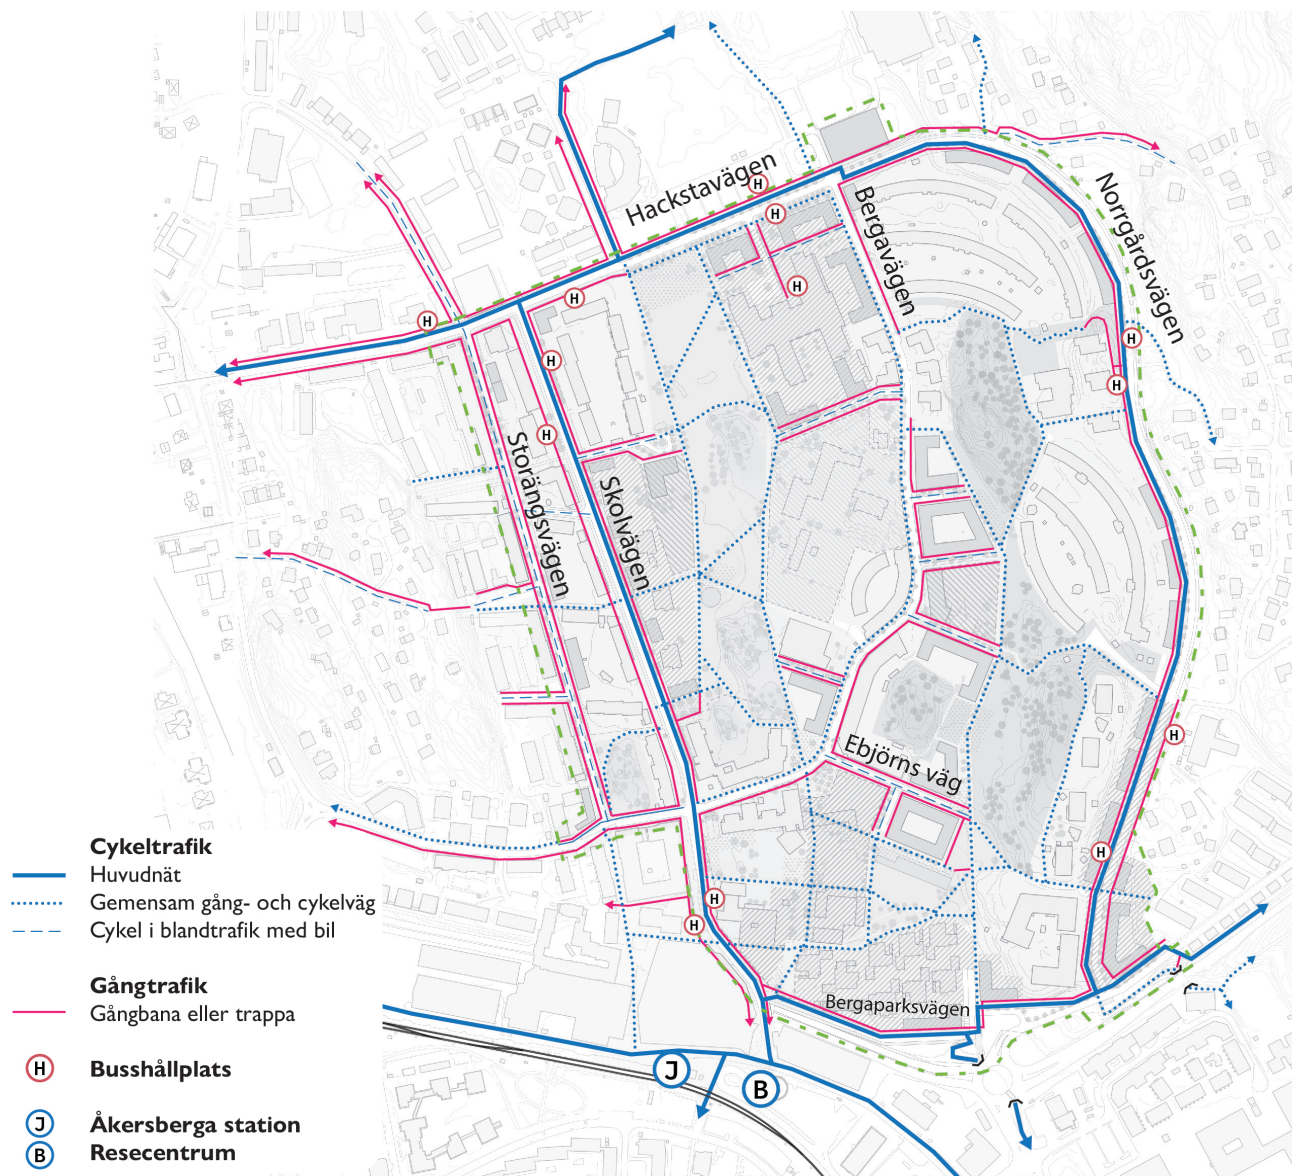 Hackstavägen
H
H
Bergavägen
Norrgårdsvägen
H
H
H
H
H
H
H
Storängsvägen
Skolvägen
H
Ebjörns väg
H
H
H
Bergaparksvägen
J
B
Cykeltrafik
Huvudnät
Gemensam gång- och cykelväg
Cykel i blandtrafik med bil
Gångtrafik
Gångbana eller trappa
H Busshållplats
J Åkersberga station
B Resecentrum